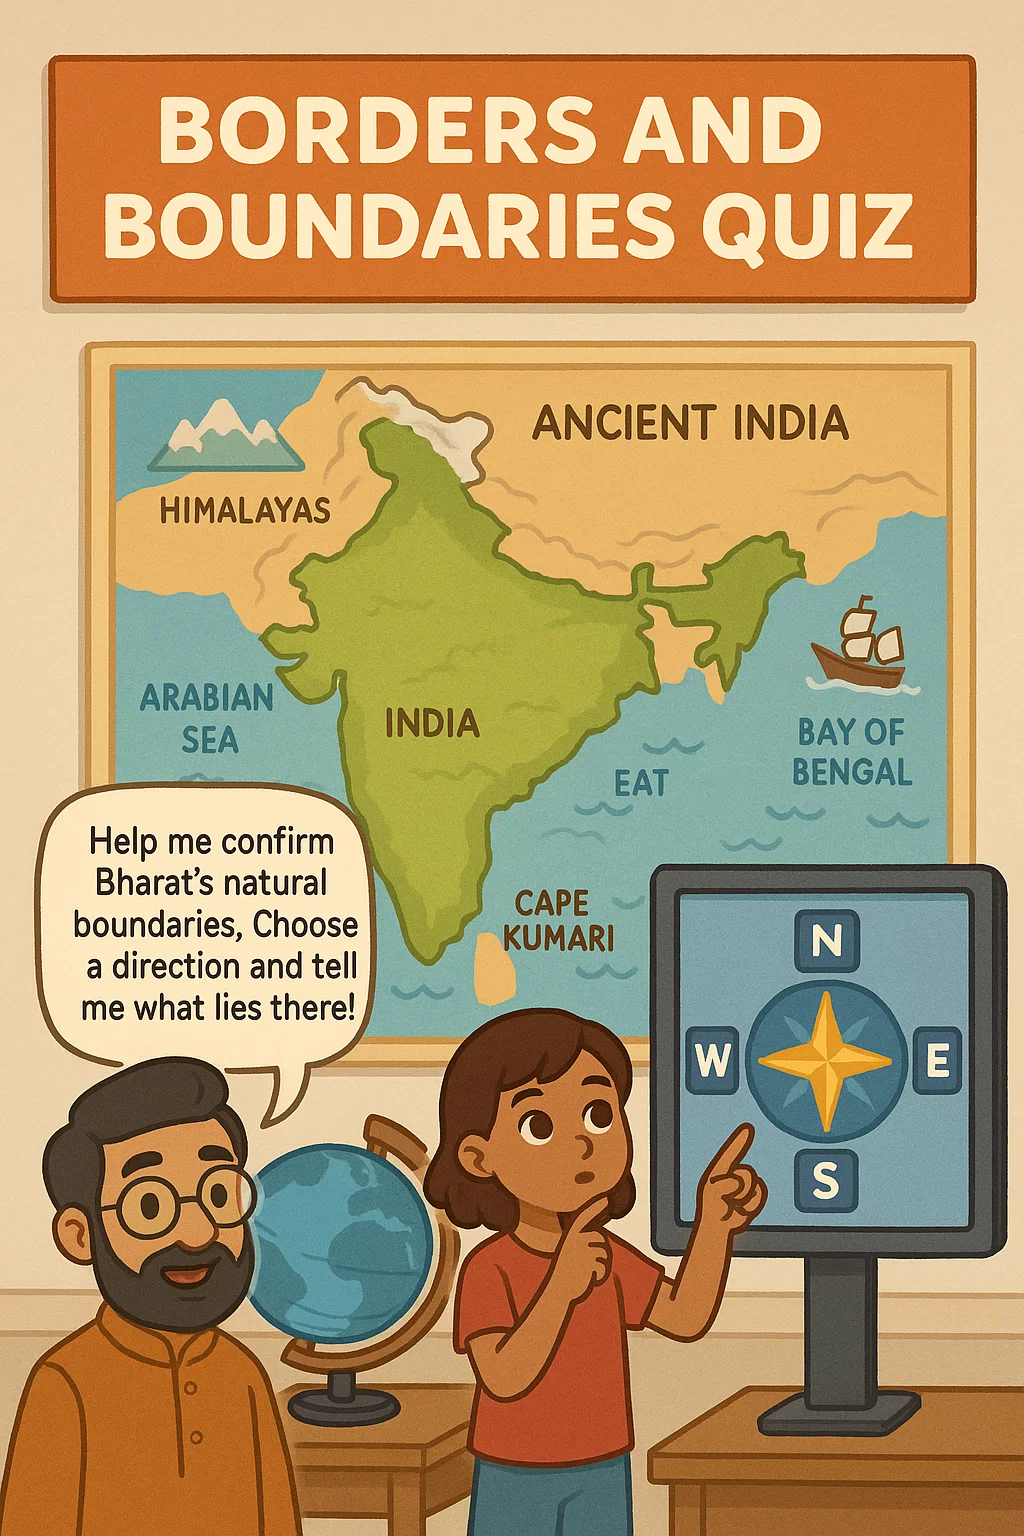 BORDERS AND
BOUNDARIES QUIZ
ANCIENT INDIA
HIMALAYAS
ARABIAN
SEA
INDIA
BAY OF
BENGAL
EAT
CAPE
KUMARI
Help me confirm
Bharat's natural
boundaries, Choose
a direction and tell
me what lies there!
N
W
E
S